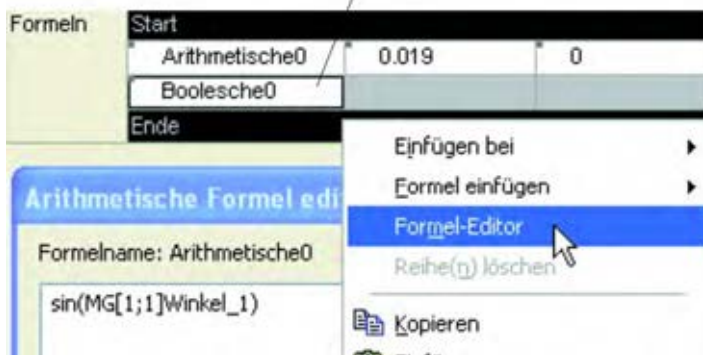 Formeln Start
Arithmetische0 0.019 0
Boolesche0
Ende
Einfügen bei
Formel einfügen
Formel-Editor
Reihe(n) löschen
Kopieren
Arithmetische Formel edi
Formelname: Arithmetische0
sin(MG[1;1]Winkel_1)